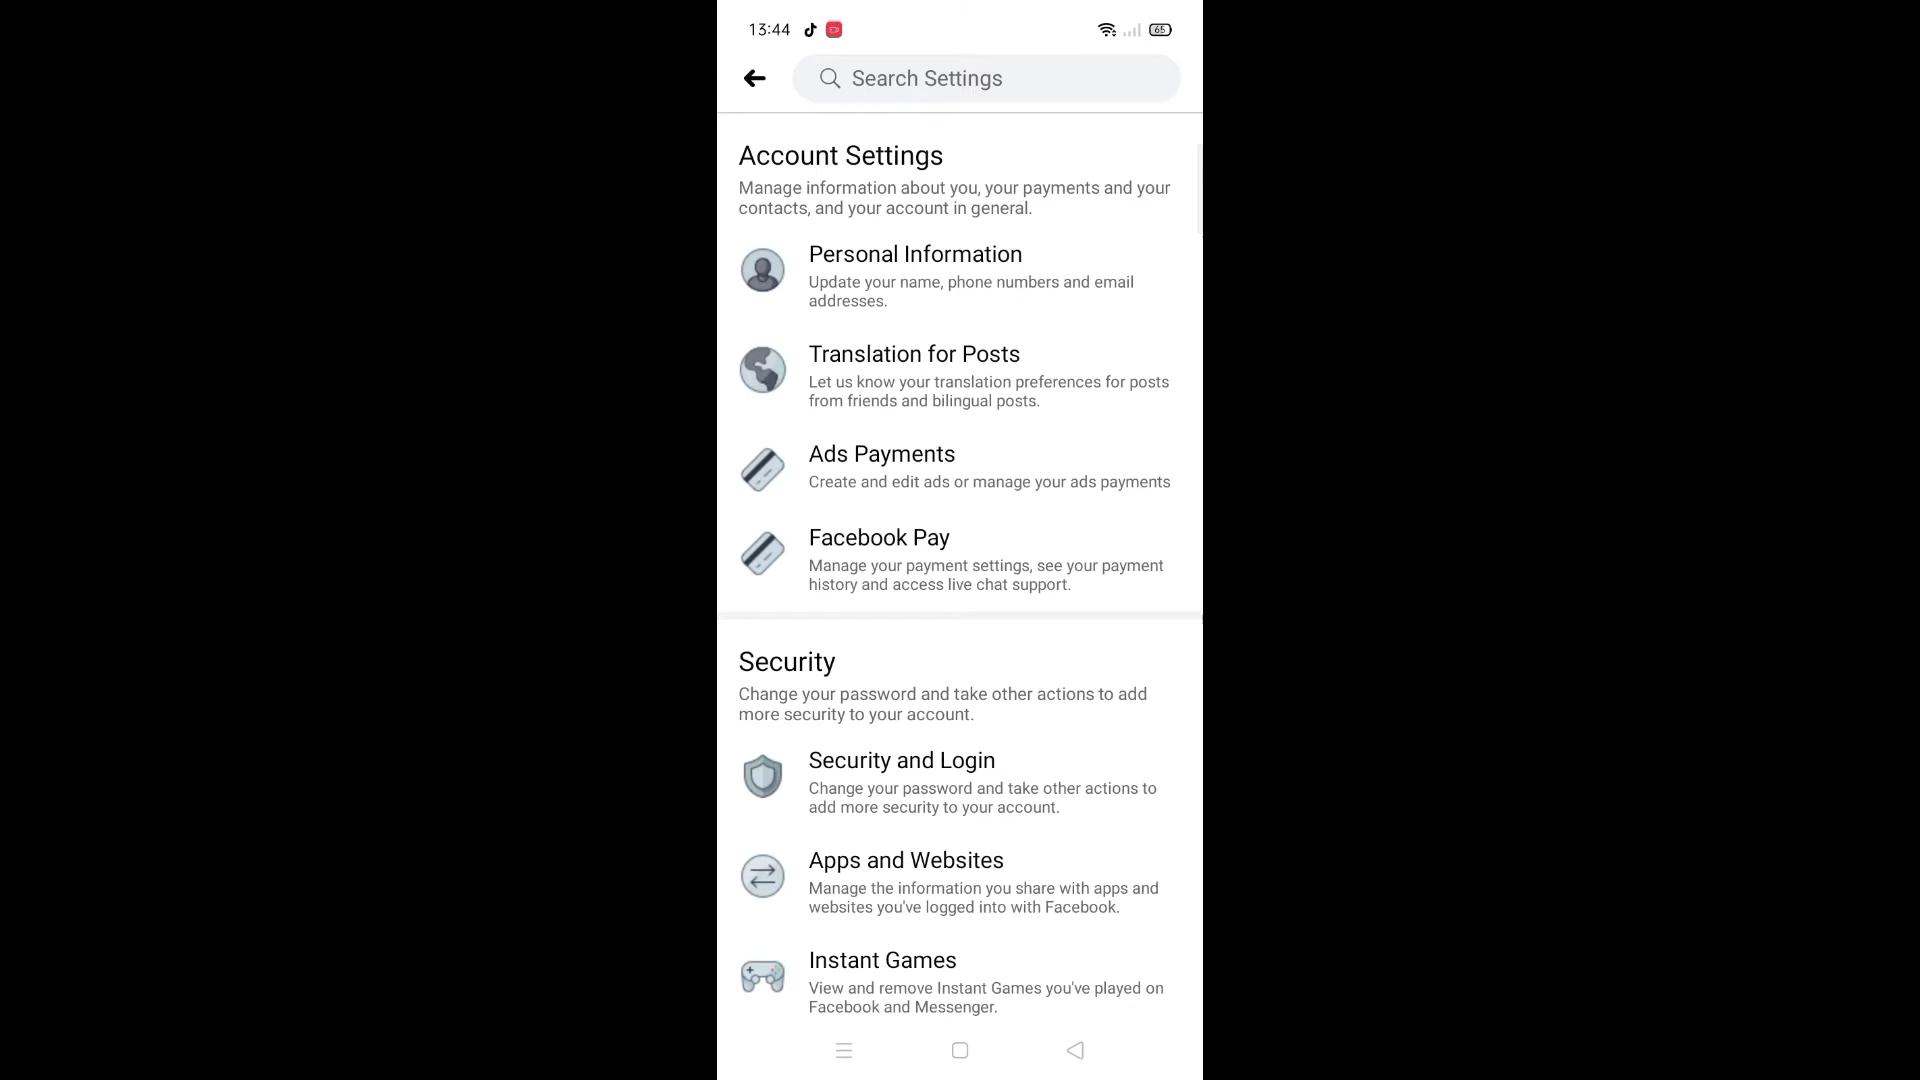 13:44
65
Search Settings
Account Settings
Manage information about you, your payments and your
contacts, and your account in general.
Personal Information
Update your name, phone numbers and email
addresses.
Translation for Posts
Let us know your translation preferences for posts
from friends and bilingual posts.
Ads Payments
Create and edit ads or manage your ads payments
Facebook Pay
Manage your payment settings, see your payment
history and access live chat support.
Security
Change your password and take other actions to add
more security to your account.
Security and Login
Change your password and take other actions to
add more security to your account.
Apps and Websites
Manage the information you share with apps and
websites you've logged into with Facebook.
Instant Games
View and remove Instant Games you've played on
Facebook and Messenger.